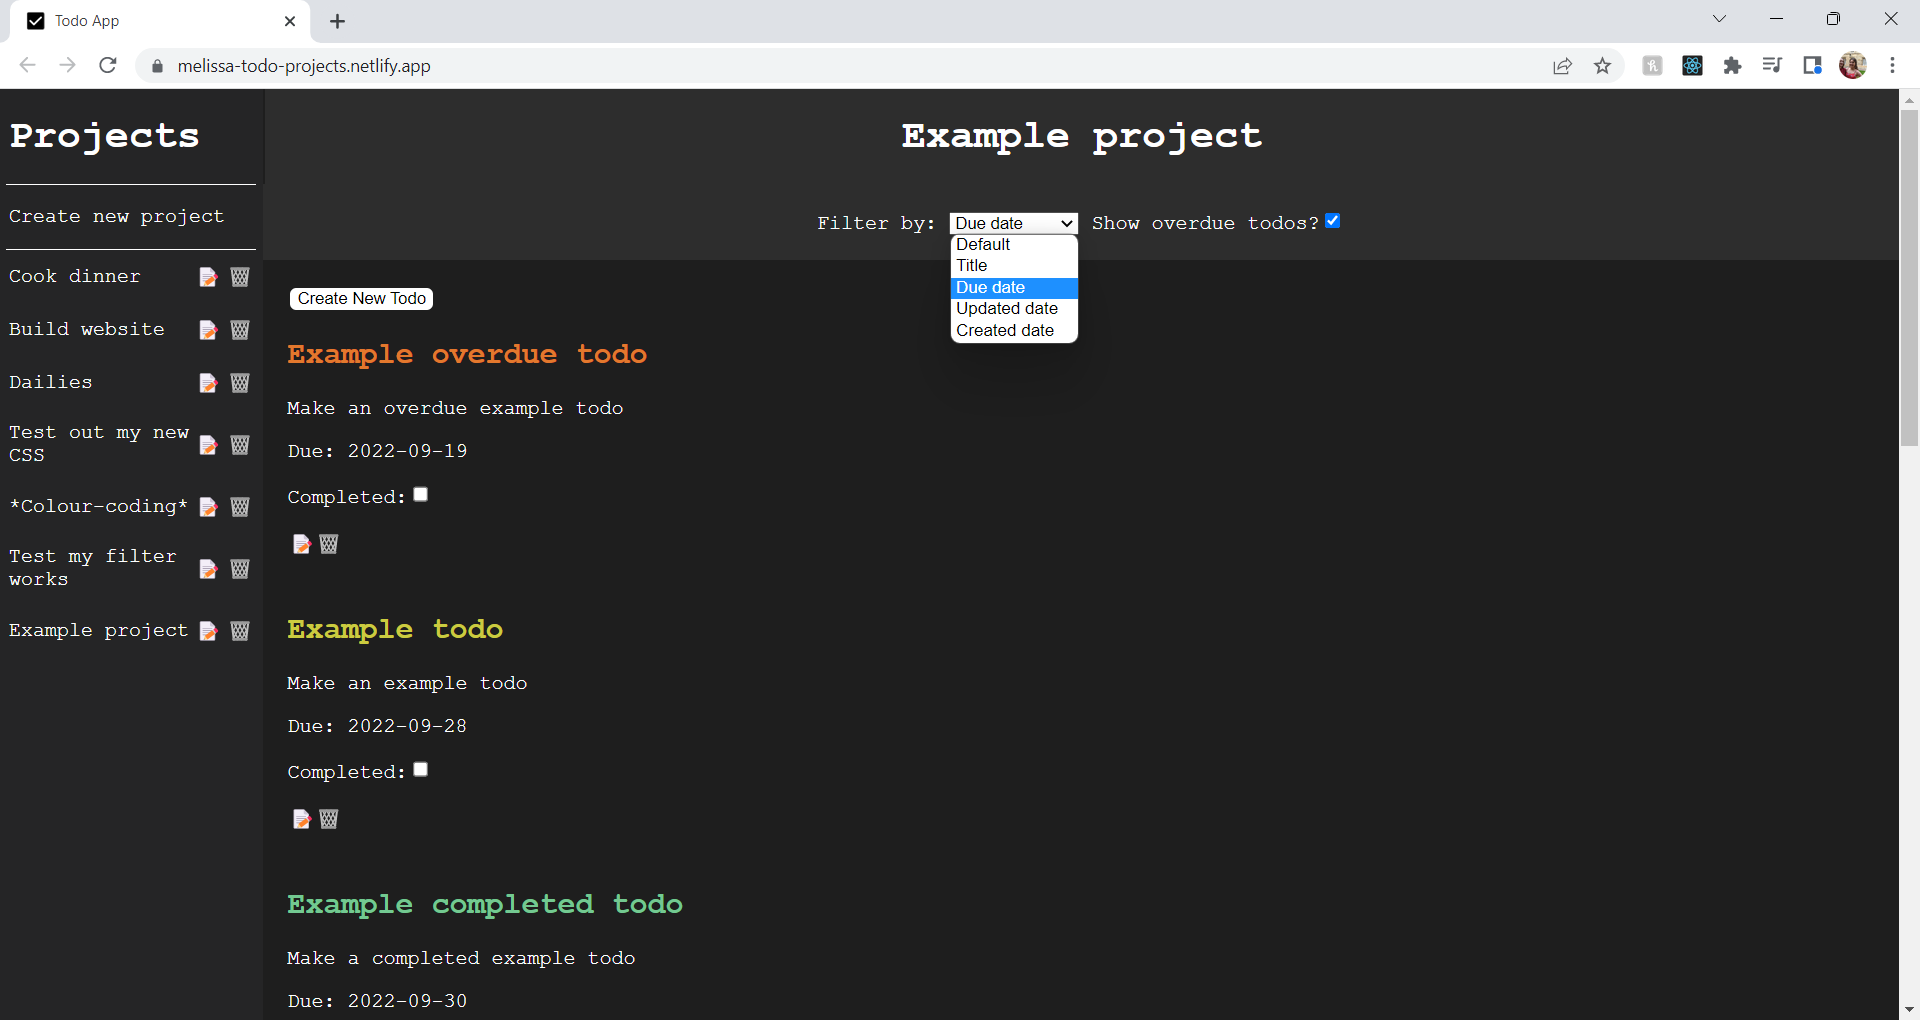 Todo App
melissa-todo-projects.netlify.app
Projects
Create new project
Cook dinner
Build website
Dailies
Test out my new
CSS
*Colour-coding*
Test my filter
works
Example project
Example project
Filter by: Due date Show overdue todos?
Default
Title
Due date
Updated date
Created date
Create New Todo
Example overdue todo
Make an overdue example todo
Due: 2022-09-19
Completed:
Example todo
Make an example todo
Due: 2022-09-28
Completed:
Example completed todo
Make a completed example todo
Due: 2022-09-30